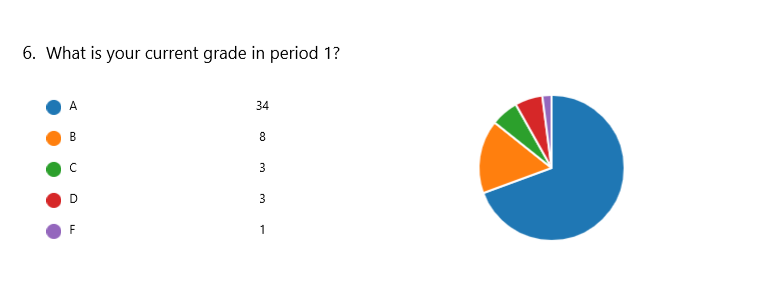 6. What is your current grade in period 1?
A 34
B 8
C 3
D 3
F 1